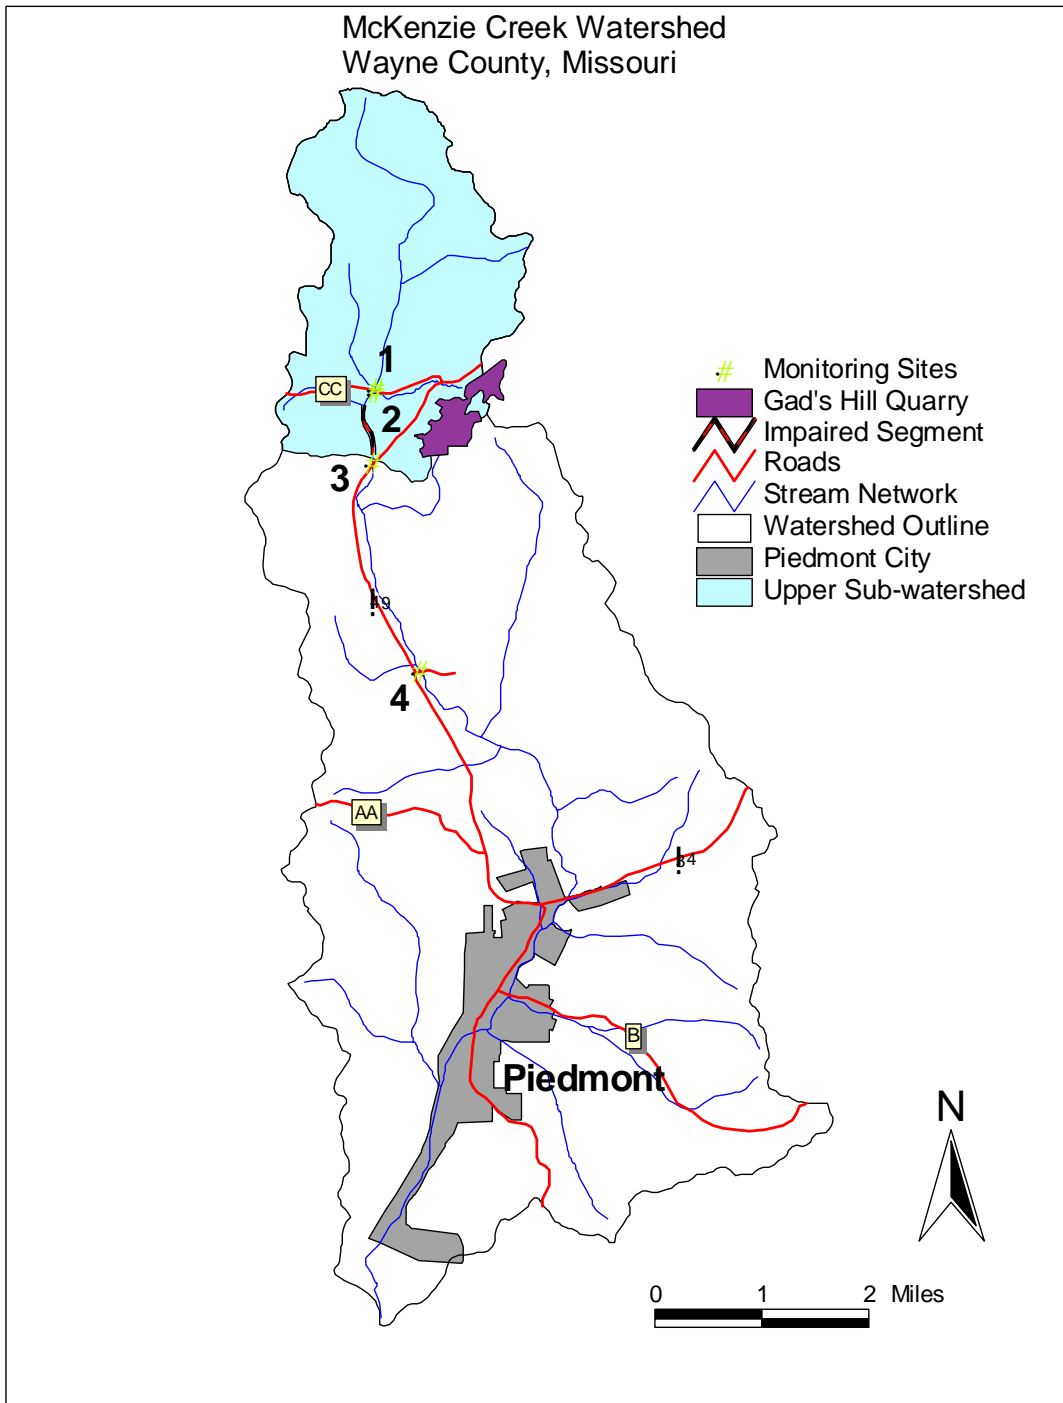 McKenzie Creek Watershed
Wayne County, Missouri
1
CC
2
3
Monitoring Sites
Gad's Hill Quarry
Impaired Segment
Roads
Stream Network
Watershed Outline
Piedmont City
Upper Sub-watershed
49
4
AA
34
B
Piedmont
N
0 1 2 Miles